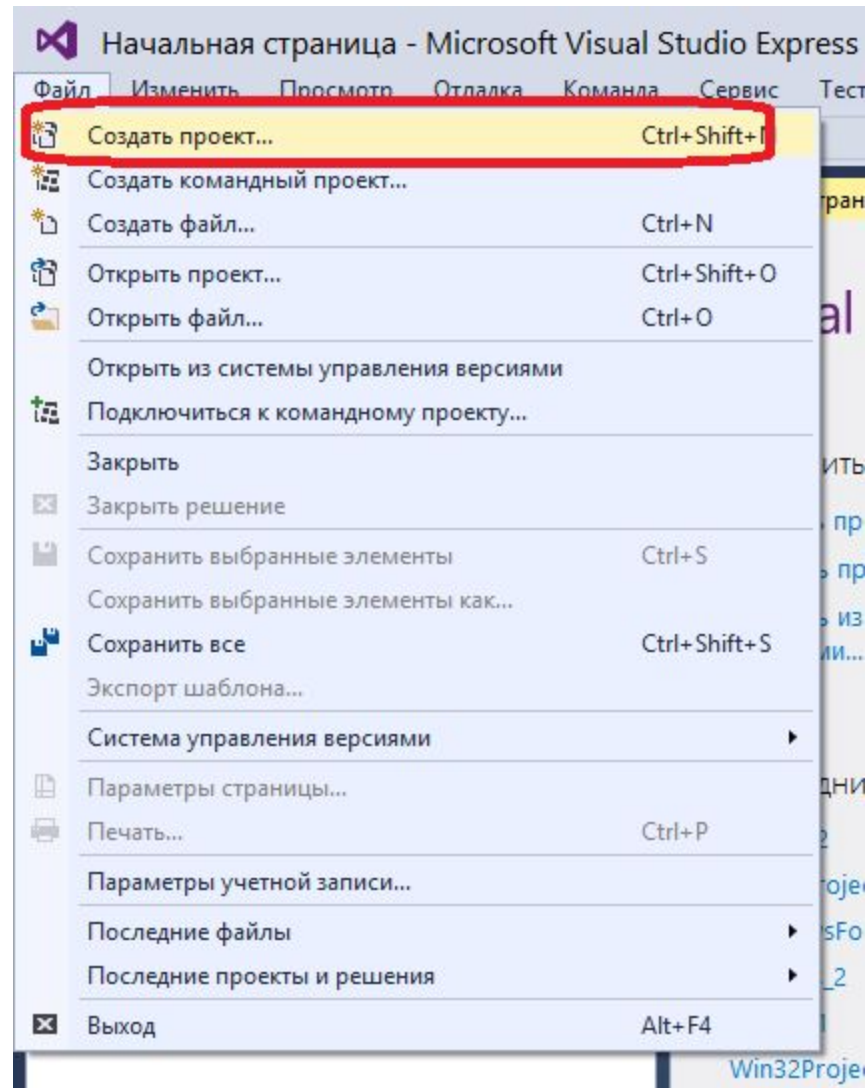 Начальная страница - Microsoft Visual Studio Express
Файл Изменить Просмотр Отладка Команда Сервис Тест
Создать проект... Ctrl+Shift+N
Создать командный проект...
Создать файл... Ctrl+N
Открыть проект... Ctrl+Shift+O
Открыть файл... Ctrl+O
Открыть из системы управления версиями
Подключиться к командному проекту...
Закрыть
Закрыть решение
Сохранить выбранные элементы Ctrl+S
Сохранить выбранные элементы как...
Сохранить все Ctrl+Shift+S
Экспорт шаблона...
Система управления версиями
Параметры страницы...
Печать... Ctrl+P
Параметры учетной записи...
Последние файлы
Последние проекты и решения
Выход Alt+F4